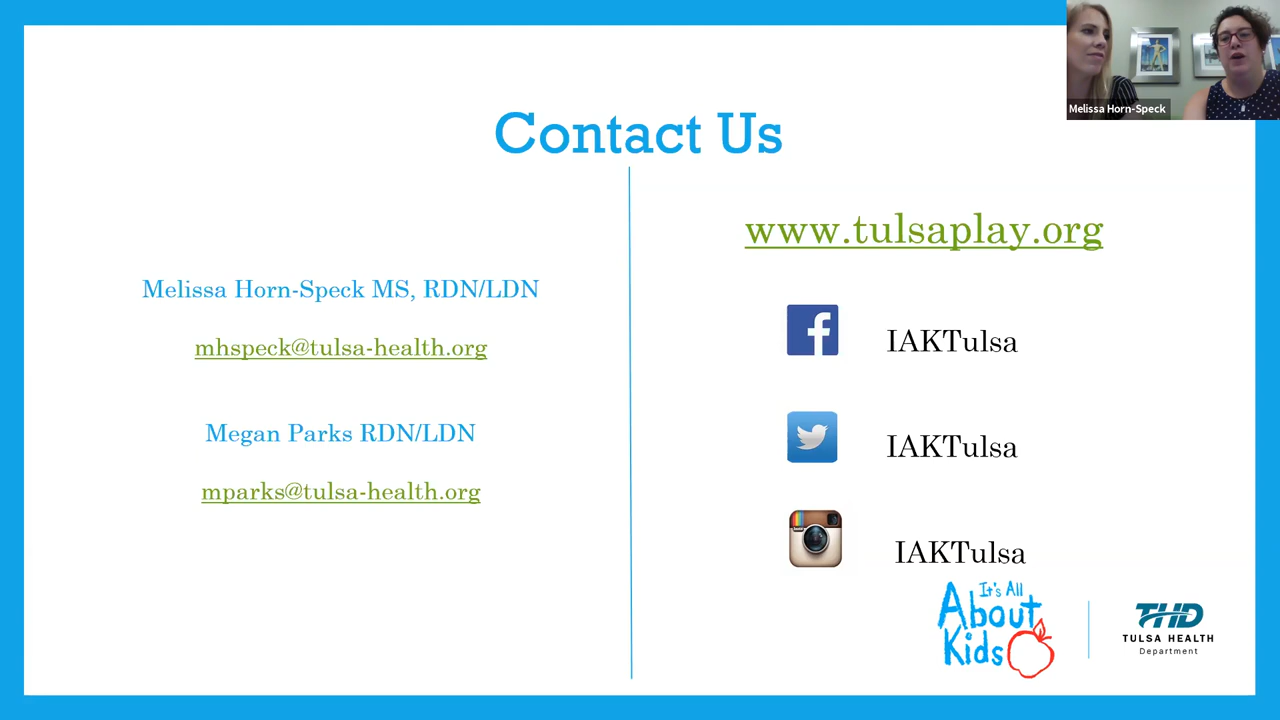 Melissa Horn-Speck
Contact Us
Melissa Horn-Speck MS, RDN/LDN
mhspeck@tulsa-health.org
Megan Parks RDN/LDN
mparks@tulsa-health.org
www.tulsaplay.org
IAKTulsa
IAKTulsa
IAKTulsa
It's All
About
Kids
THD
TULSA HEALTH
Department